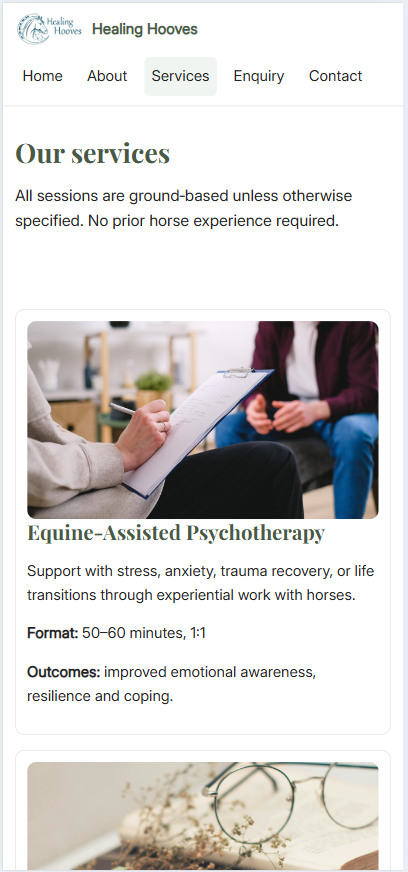 Healing
Hooves
Healing Hooves
Home About Services Enquiry Contact
Our services
All sessions are ground-based unless otherwise
specified. No prior horse experience required.
Equine-Assisted Psychotherapy
Support with stress, anxiety, trauma recovery, or life
transitions through experiential work with horses.
Format: 50–60 minutes, 1:1
Outcomes: improved emotional awareness,
resilience and coping.